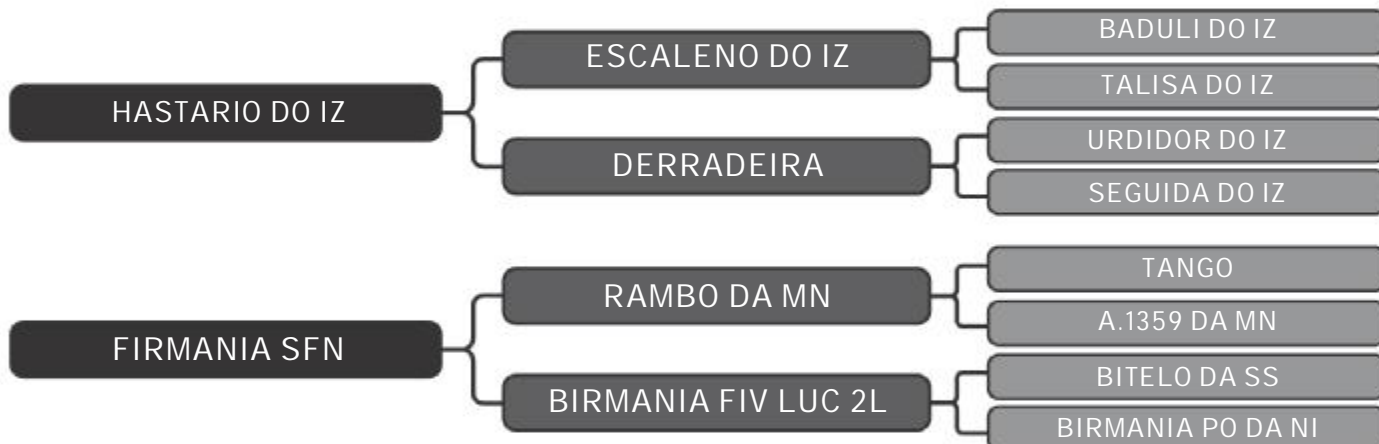 HASTARIO DO IZ
ESCALENO DO IZ
BADULI DO IZ
TALISA DO IZ
DERRADEIRA
URDIDOR DO IZ
SEGUIDA DO IZ
FIRMANIA SFN
RAMBO DA MN
TANGO
A.1359 DA MN
BIRMANIA FIV LUC 2L
BITELO DA SS
BIRMANIA PO DA NI